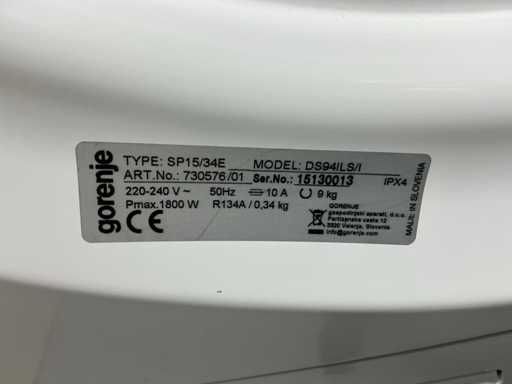 gorenje
TYPE: SP15/34E MODEL: DS94ILS/I
ART.No.: 730576/01 Ser.No.: 15130013 IPX4
220-240 V ~ 50Hz 10 A 9 kg
Pmax.1800 W R134A / 0,34 kg
CE
GORENJE
gospodinjski aparati, d.d.
Partizanska cesta 12
3320 Velenje, Slovenia
info@gorenje.com
MADE IN SLOVENIA